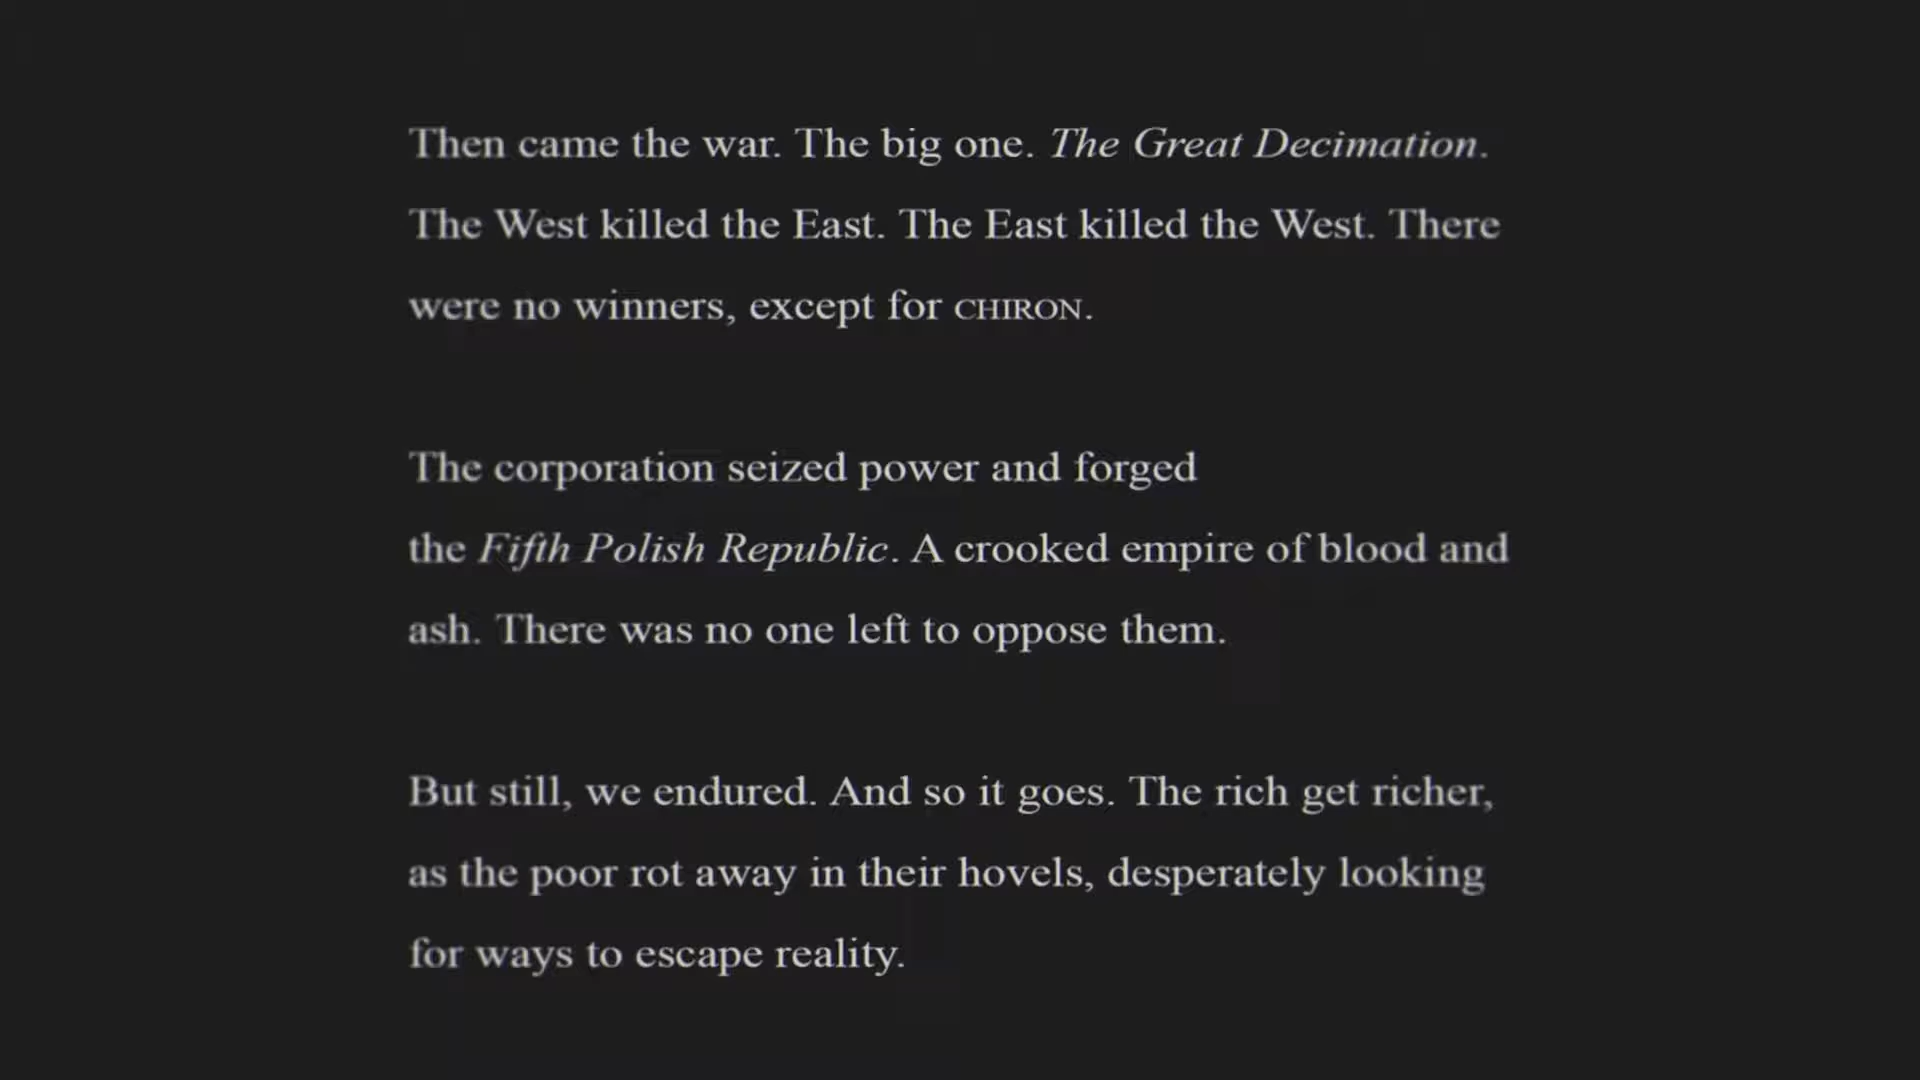 Then came the war. The big one. The Great Decimation.
The West killed the East. The East killed the West. There
were no winners, except for CHIRON.
The corporation seized power and forged
the Fifth Polish Republic. A crooked empire of blood and
ash. There was no one left to oppose them.
But still, we endured. And so it goes. The rich get richer,
as the poor rot away in their hovels, desperately looking
for ways to escape reality.